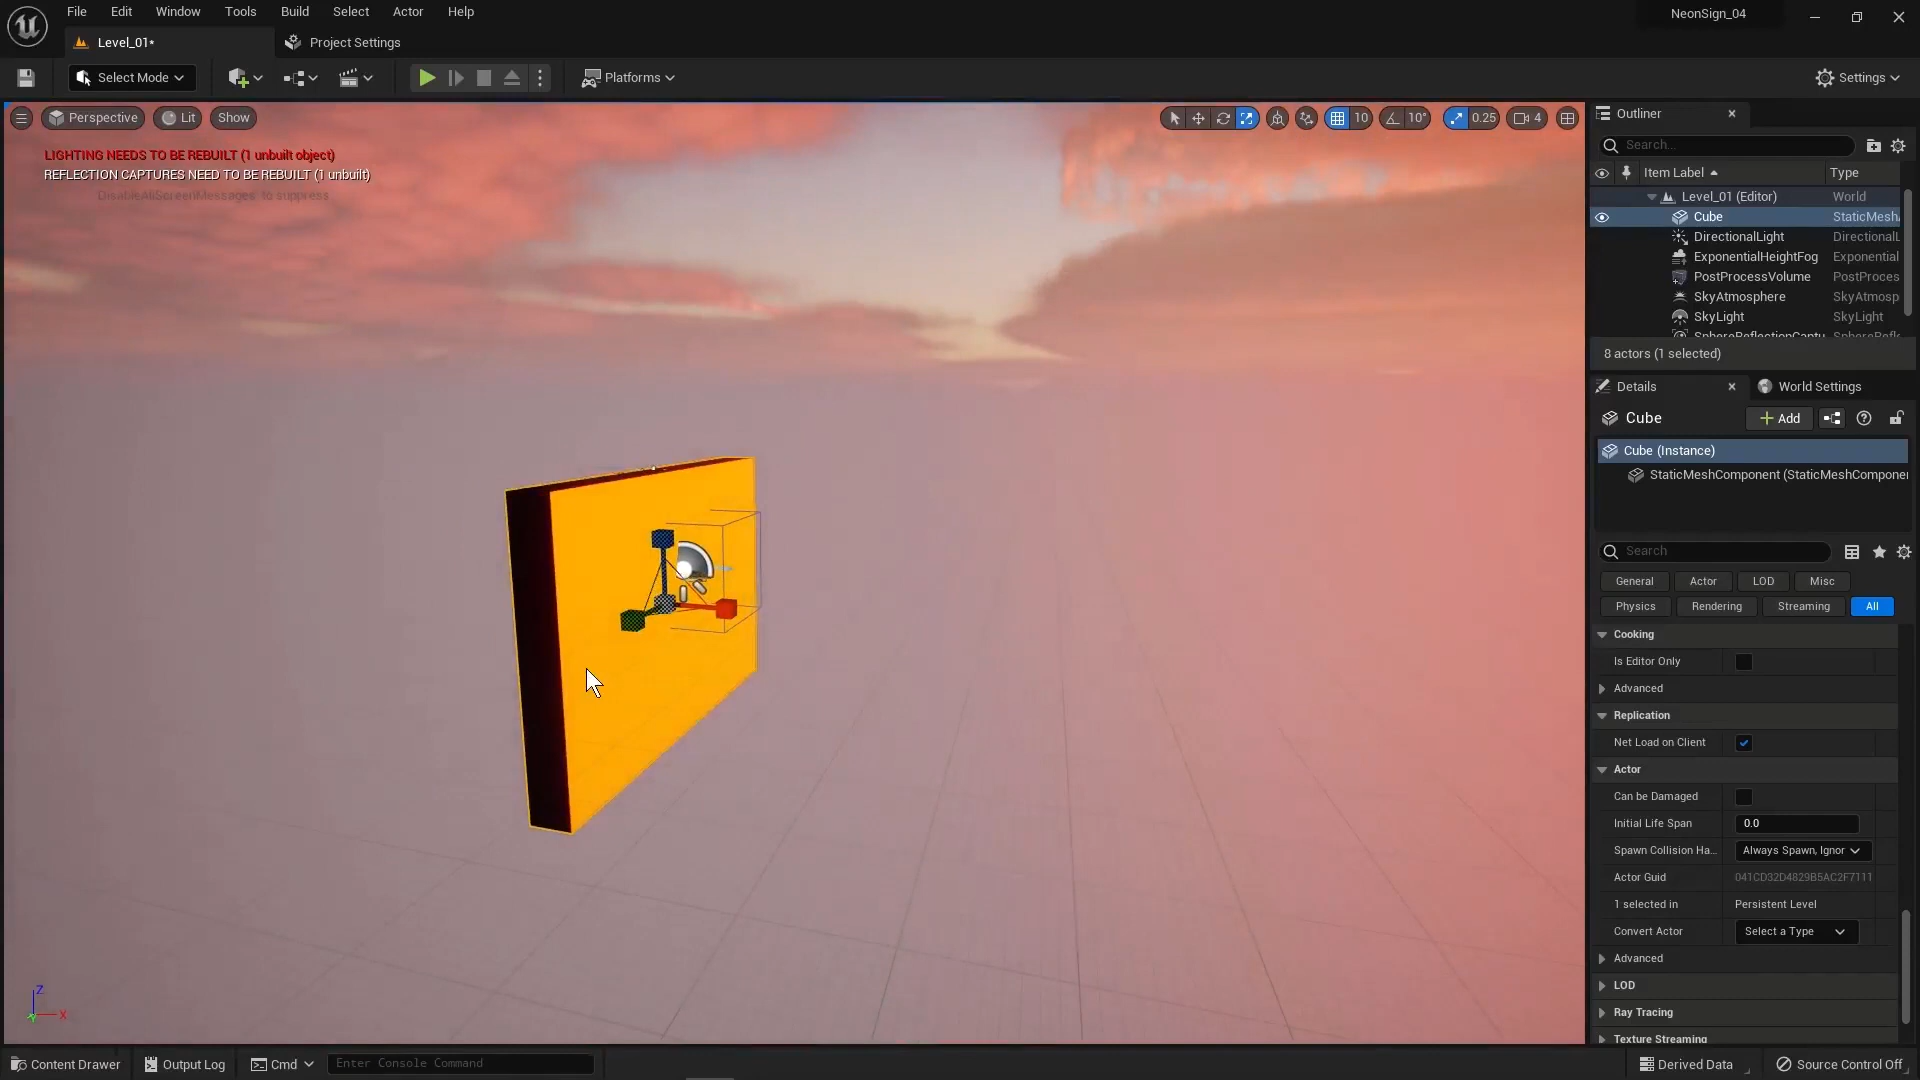 File Edit Window Tools Build Select Actor Help
NeonSign_04
Level_01*
Project Settings
Select Mode
Platforms
Settings
Perspective
Lit
Show
10
10°
0.25
4
LIGHTING NEEDS TO BE REBUILT (1 unbuilt object)
REFLECTION CAPTURES NEED TO BE REBUILT (1 unbuilt)
'DisableAllScreenMessages' to suppress
Outliner
Search...
Item Label
Type
Level_01 (Editor) World
Cube StaticMesh
DirectionalLight DirectionalL
ExponentialHeightFog Exponential
PostProcessVolume PostProces
SkyAtmosphere SkyAtmosp
SkyLight SkyLight
SphereReflectionCaptu SphereRefle
8 actors (1 selected)
Details
World Settings
Cube
Add
Cube (Instance)
StaticMeshComponent (StaticMeshComponer
Search
General Actor LOD Misc
Physics Rendering Streaming All
Cooking
Is Editor Only
Advanced
Replication
Net Load on Client
Actor
Can be Damaged
Initial Life Span 0.0
Spawn Collision Ha... Always Spawn, Ignor
Actor Guid 041CD32D4829B5AC2F7111
1 selected in Persistent Level
Convert Actor Select a Type
Advanced
LOD
Ray Tracing
Texture Streaming
X
Y
Z
Content Drawer
Output Log
Cmd
Enter Console Command
Derived Data
Source Control Off